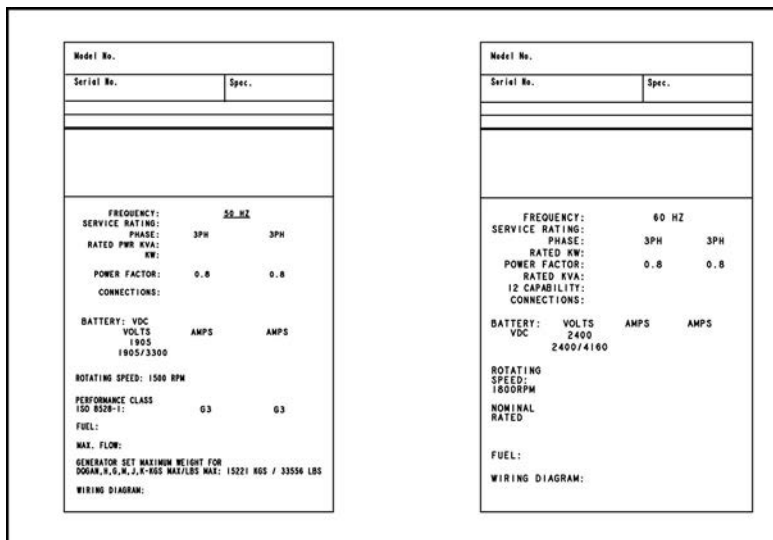 Model No.
Serial No. Spec.
FREQUENCY: 50 HZ
SERVICE RATING:
PHASE: 3PH 3PH
RATED PWR KVA:
KW:
POWER FACTOR: 0.8 0.8
CONNECTIONS:
BATTERY: VDC
VOLTS AMPS AMPS
1905
1905/3300
ROTATING SPEED: 1500 RPM
PERFORMANCE CLASS
ISO 8528-1: G3 G3
FUEL:
MAX. FLOW:
GENERATOR SET MAXIMUM WEIGHT FOR
DOGAN,H,G,M,J,K-KGS MAX/LBS MAX: 15221 KGS / 33556 LBS
WIRING DIAGRAM:
Model No.
Serial No. Spec.
FREQUENCY: 60 HZ
SERVICE RATING:
PHASE: 3PH 3PH
RATED KW:
POWER FACTOR: 0.8 0.8
RATED KVA:
I2 CAPABILITY:
CONNECTIONS:
BATTERY: VOLTS AMPS AMPS
VDC 2400
2400/4160
ROTATING
SPEED:
1800RPM
NOMINAL
RATED
FUEL:
WIRING DIAGRAM: